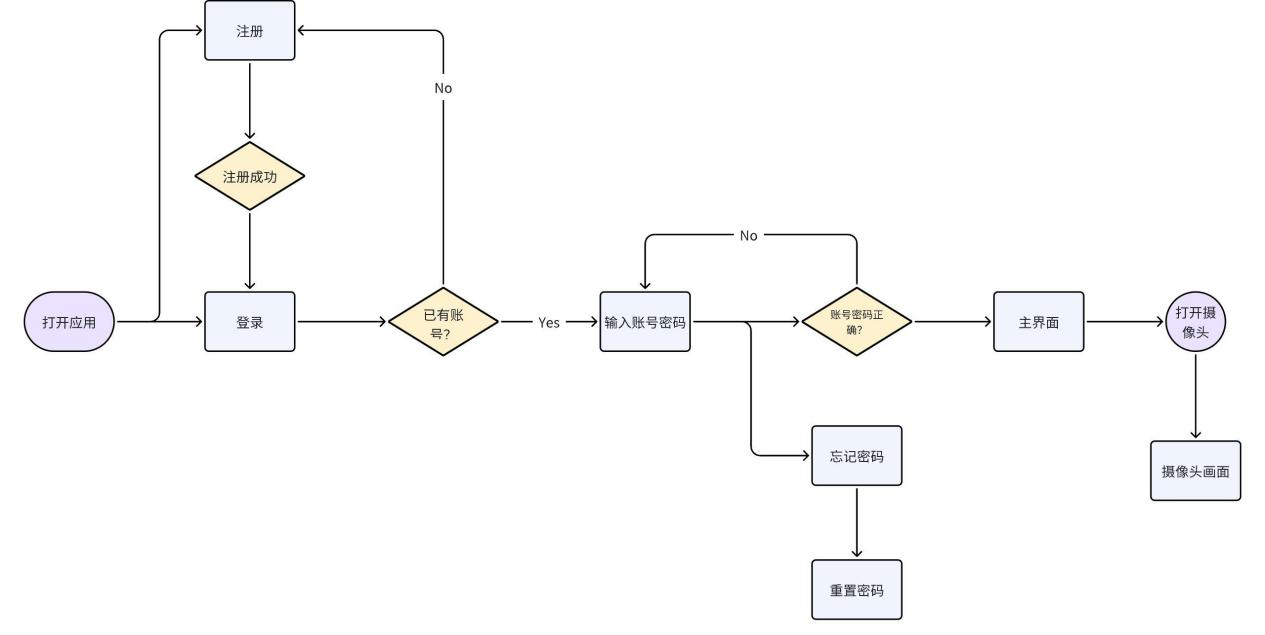 注册
No
注册成功
No
打开应用
登录
已有账
号?
Yes
输入账号密码
账号密码正
确?
主界面
打开摄
像头
忘记密码
摄像头画面
重置密码